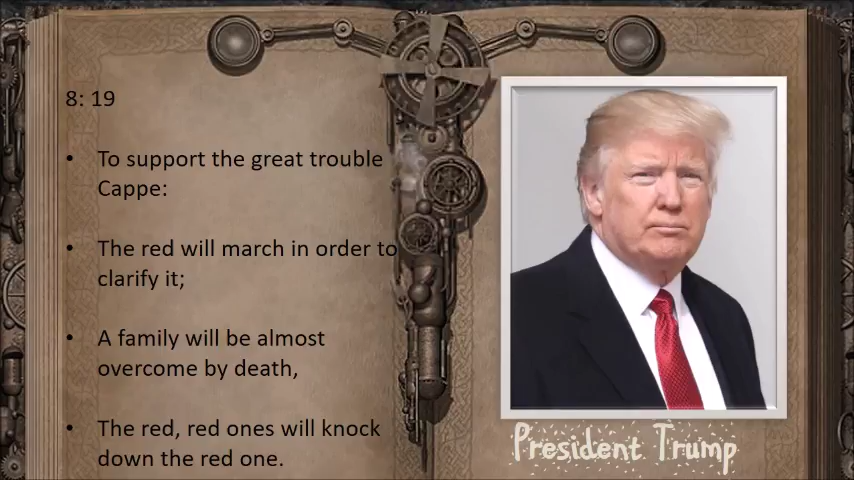 8: 19
• To support the great trouble
Cappe:
• The red will march in order to
clarify it;
• A family will be almost
overcome by death,
• The red, red ones will knock
down the red one.
President Trump